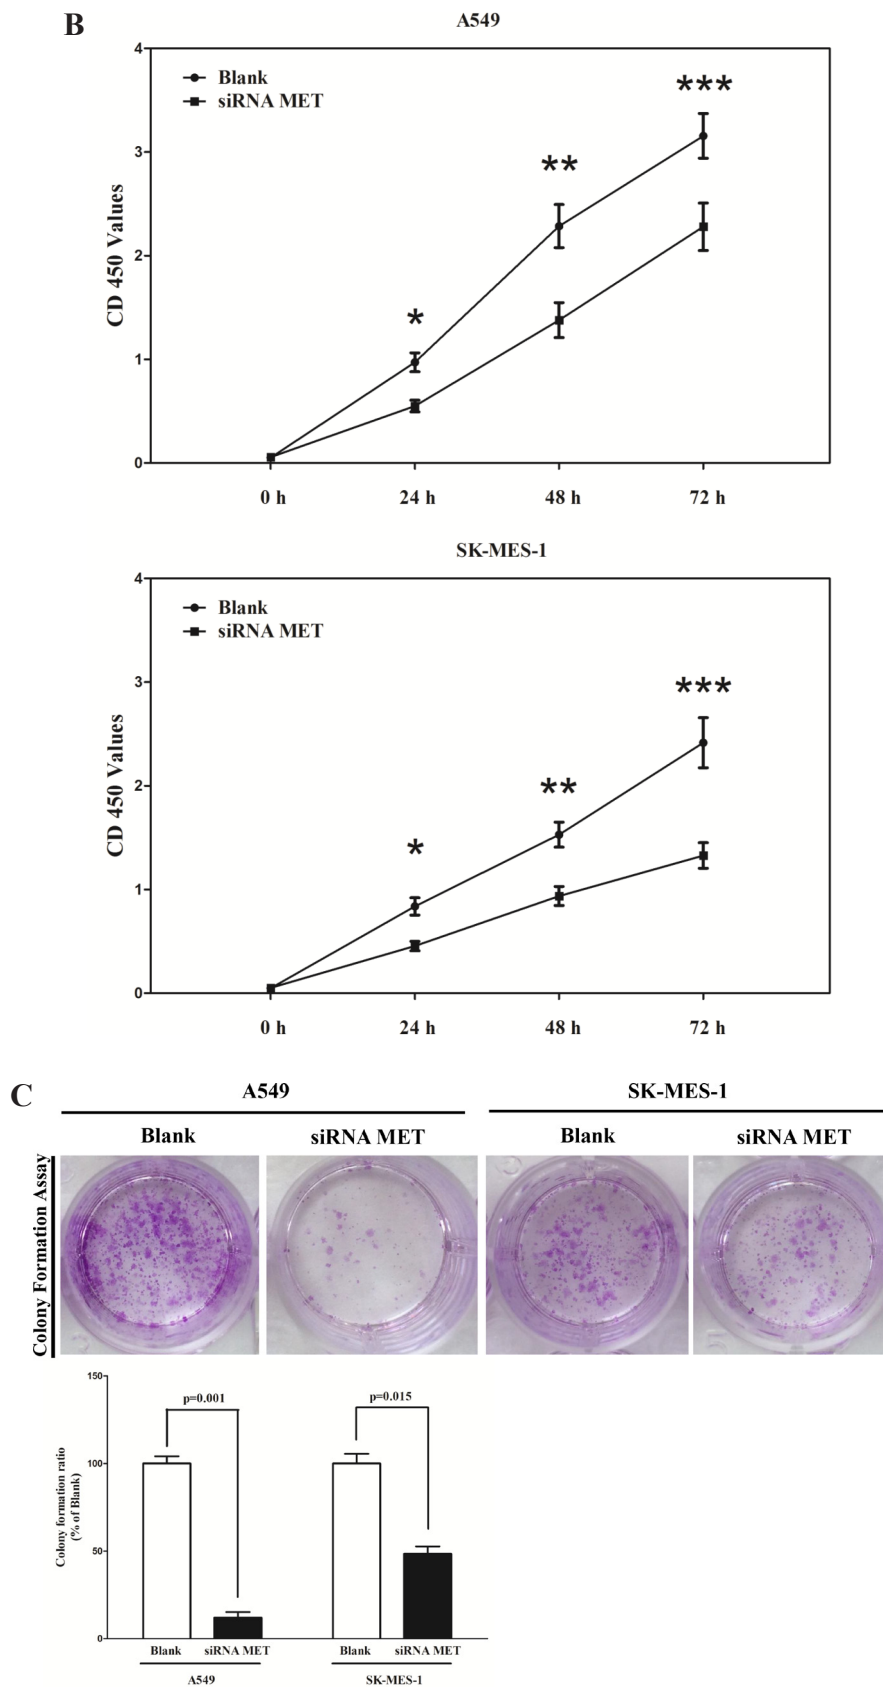 B
A549
4
3
2
1
0
CD 450 Values
Blank
siRNA MET
*
**
***
0 h 24 h 48 h 72 h
SK-MES-1
4
3
2
1
0
CD 450 Values
Blank
siRNA MET
*
**
***
0 h 24 h 48 h 72 h
C
A549 SK-MES-1
Blank siRNA MET Blank siRNA MET
Colony Formation Assay
150
100
50
0
Colony formation ratio
(% of Blank)
p=0.001 p=0.015
Blank siRNA MET Blank siRNA MET
A549 SK-MES-1